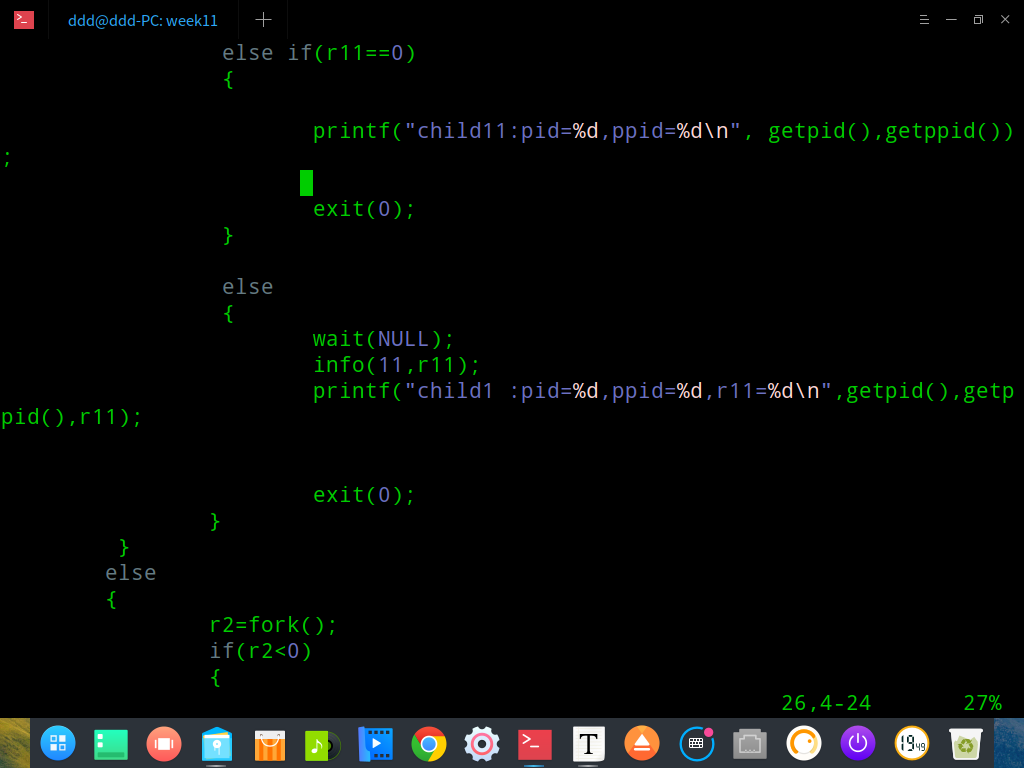 ddd@ddd-PC: week11
else if(r11==0)
{
printf("child11:pid=%d,ppid=%d\n", getpid(),getppid())
;
exit(0);
}
else
{
wait(NULL);
info(11,r11);
printf("child1 :pid=%d,ppid=%d,r11=%d\n",getpid(),getp
pid(),r11);
exit(0);
}
}
else
{
r2=fork();
if(r2<0)
{
26,4-24 27%
T
19 49